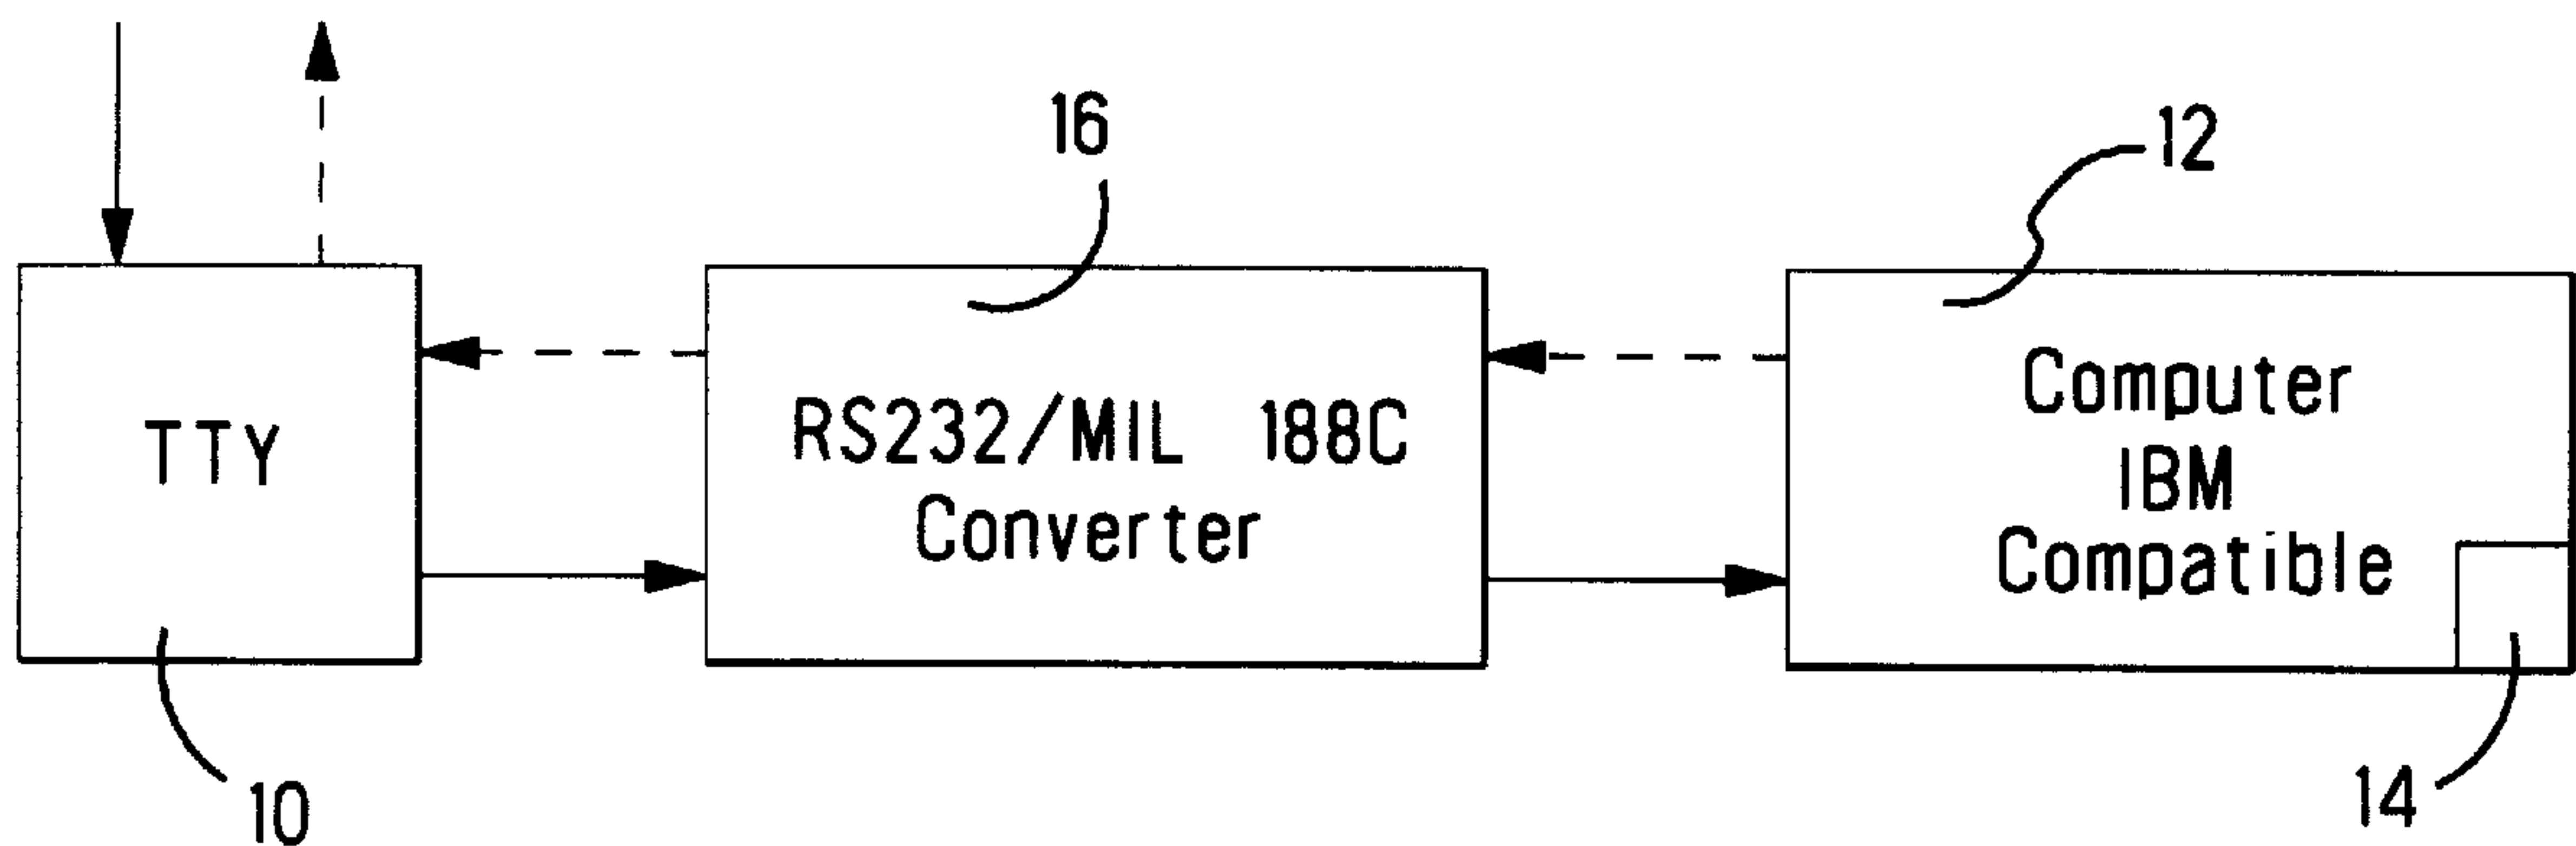 16
12
TTY
RS232/MIL 188C
Converter
Computer
IBM
Compatible
10
14